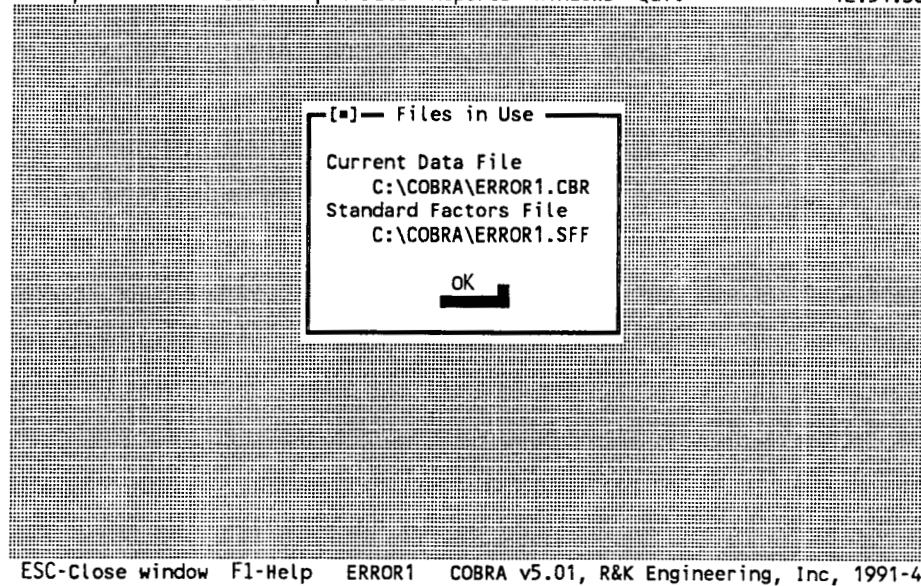 [■] Files in Use
Current Data File
C:\COBRA\ERROR1.CBR
Standard Factors File
C:\COBRA\ERROR1.SFF
oK
ESC-Close window F1-Help ERROR1 COBRA v5.01, R&K Engineering, Inc, 1991-4